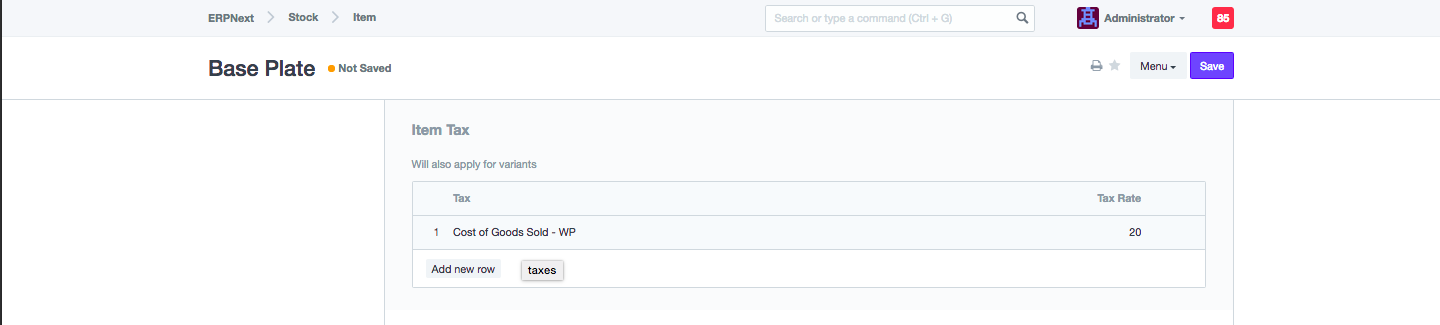 ERPNext Stock Item Search or type a command (Ctrl + G) Administrator 85
Base Plate Not Saved Menu Save
Item Tax
Will also apply for variants
Tax Tax Rate
1 Cost of Goods Sold - WP 20
Add new row taxes